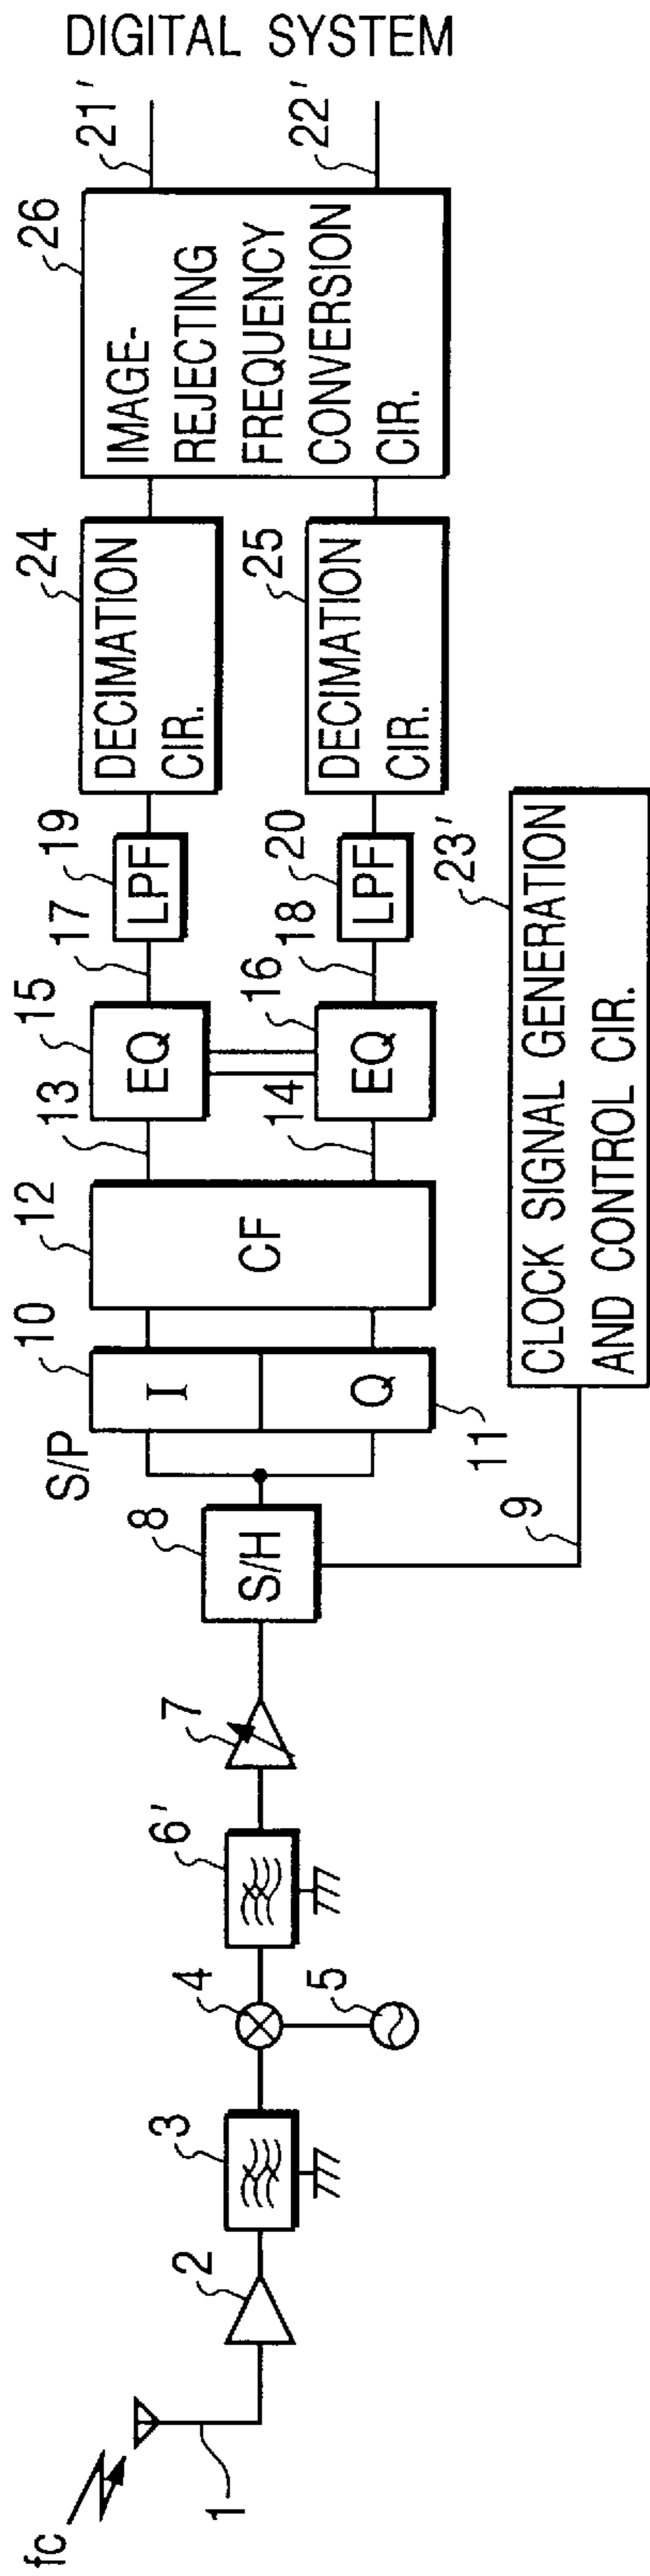 fc
1
2
3
4
5
6'
7
8
S/H
9
S/P
10
I
Q
11
12
CF
13
14
15
EQ
16
EQ
17
18
19
LPF
20
LPF
24
DECIMATION
CIR.
25
DECIMATION
CIR.
26
IMAGE-
REJECTING
FREQUENCY
CONVERSION
CIR.
21'
22'
DIGITAL SYSTEM
23'
CLOCK SIGNAL GENERATION
AND CONTROL CIR.